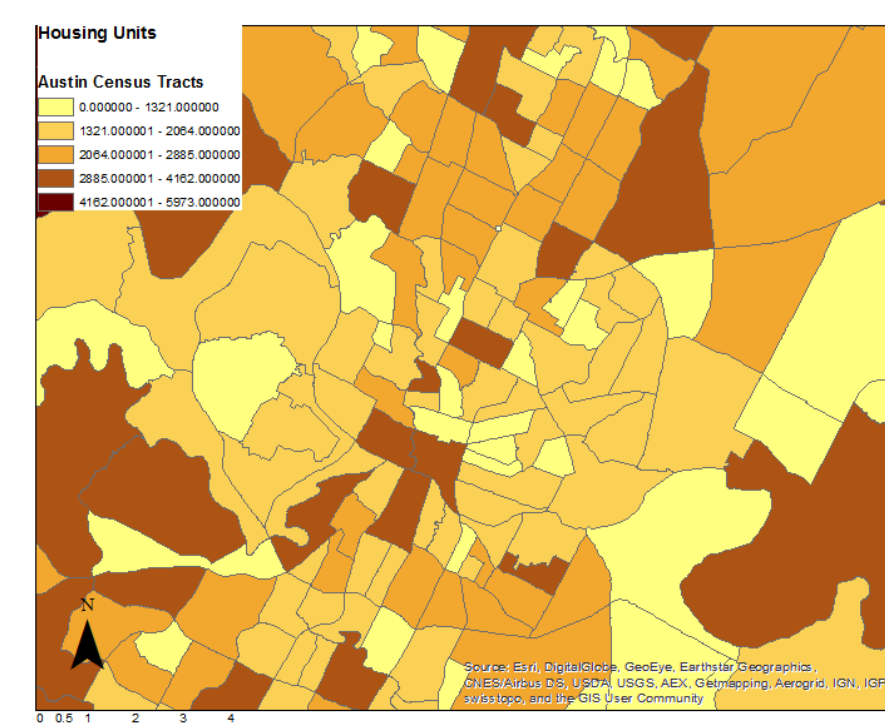 Housing Units
Austin Census Tracts
0.000000 - 1321.000000
1321.000001 - 2064.000000
2064.000001 - 2885.000000
2885.000001 - 4162.000000
4162.000001 - 5973.000000
N
Source: Esri, DigitalGlobe, GeoEye, Earthstar Geographics,
CNES/Airbus DS, USDA, USGS, AEX, Getmapping, Aerogrid, IGN, IGP
swisstopo, and the GIS User Community
0 0.5 1 2 3 4